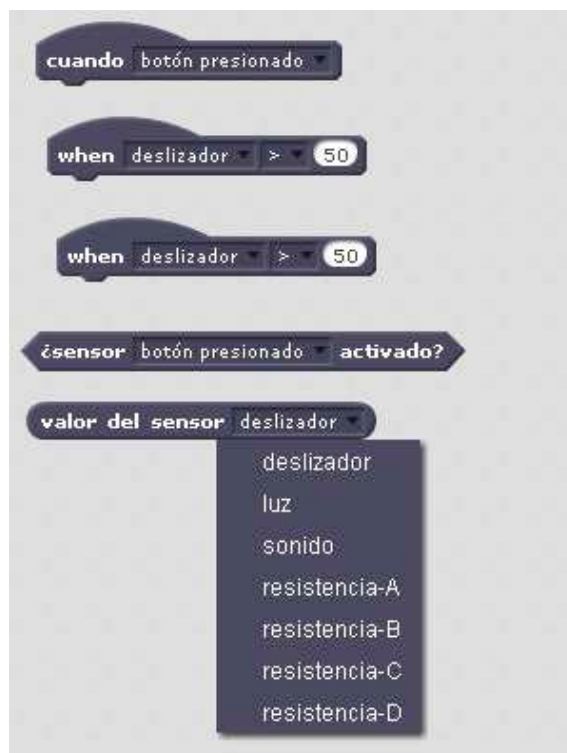 cuando botón presionado
when deslizador > 50
when deslizador > 50
¿sensor botón presionado activado?
valor del sensor deslizador
deslizador
luz
sonido
resistencia-A
resistencia-B
resistencia-C
resistencia-D